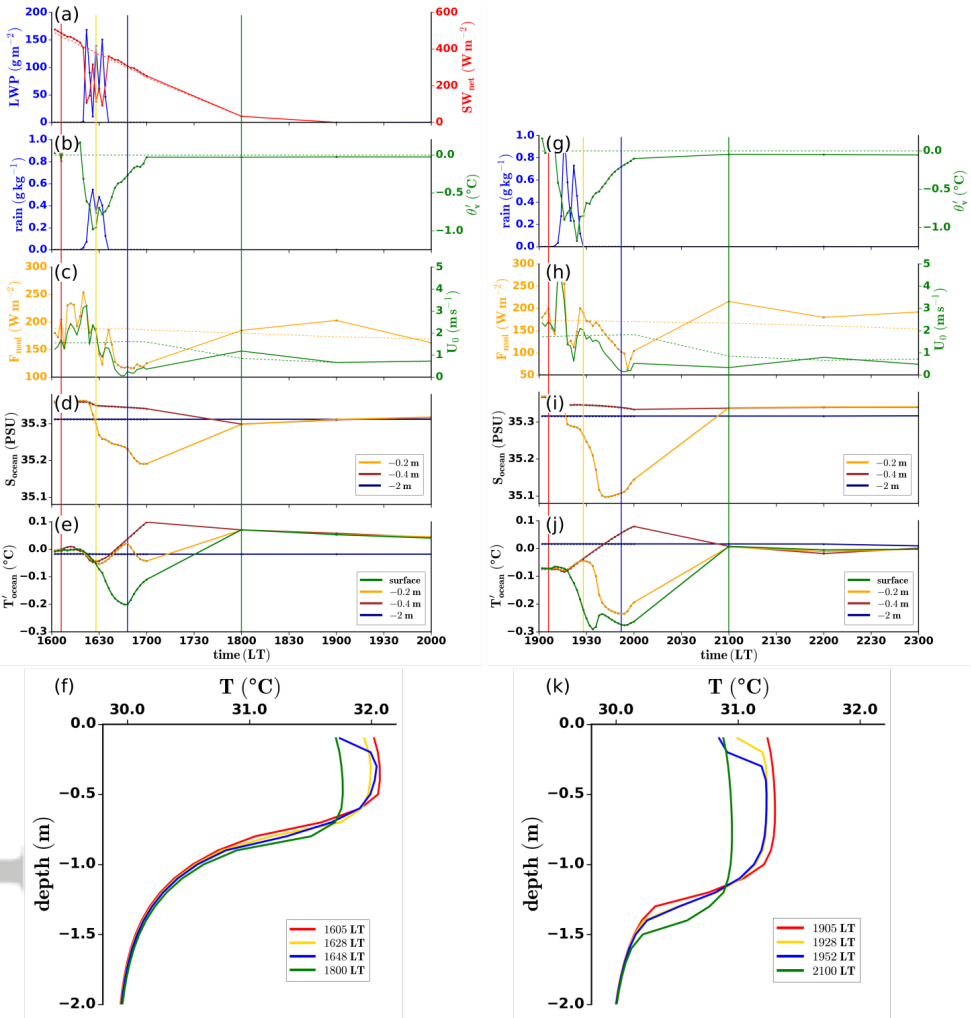 (a)
200
150
100
50
0
LWP (g m⁻²)
600
400
200
0
SW_net (W m⁻²)
(b)
1.0
0.8
0.6
0.4
0.2
0.0
rain (g kg⁻¹)
0.0
−0.5
−1.0
θ′_v (°C)
(c)
300
250
200
150
100
F_msol (W m⁻²)
5
4
3
2
1
0
U₀ (m s⁻¹)
(d)
35.3
35.2
35.1
S_ocean (PSU)
−0.2 m
−0.4 m
−2 m
(e)
0.1
0.0
−0.1
−0.2
−0.3
T′_ocean (°C)
surface
−0.2 m
−0.4 m
−2 m
1600 1630 1700 1730 1800 1830 1900 1930 2000
time (LT)
(g)
1.0
0.8
0.6
0.4
0.2
0.0
rain (g kg⁻¹)
0.0
−0.5
−1.0
θ′_v (°C)
(h)
300
250
200
150
100
50
F_msol (W m⁻²)
5
4
3
2
1
0
U₀ (m s⁻¹)
(i)
35.3
35.2
35.1
S_ocean (PSU)
−0.2 m
−0.4 m
−2 m
(j)
0.1
0.0
−0.1
−0.2
−0.3
T′_ocean (°C)
surface
−0.2 m
−0.4 m
−2 m
1900 1930 2000 2030 2100 2130 2200 2230 2300
time (LT)
(f)
T (°C)
30.0 31.0 32.0
0.0
−0.5
−1.0
−1.5
−2.0
depth (m)
1605 LT
1628 LT
1648 LT
1800 LT
(k)
T (°C)
30.0 31.0 32.0
0.0
−0.5
−1.0
−1.5
−2.0
depth (m)
1905 LT
1928 LT
1952 LT
2100 LT